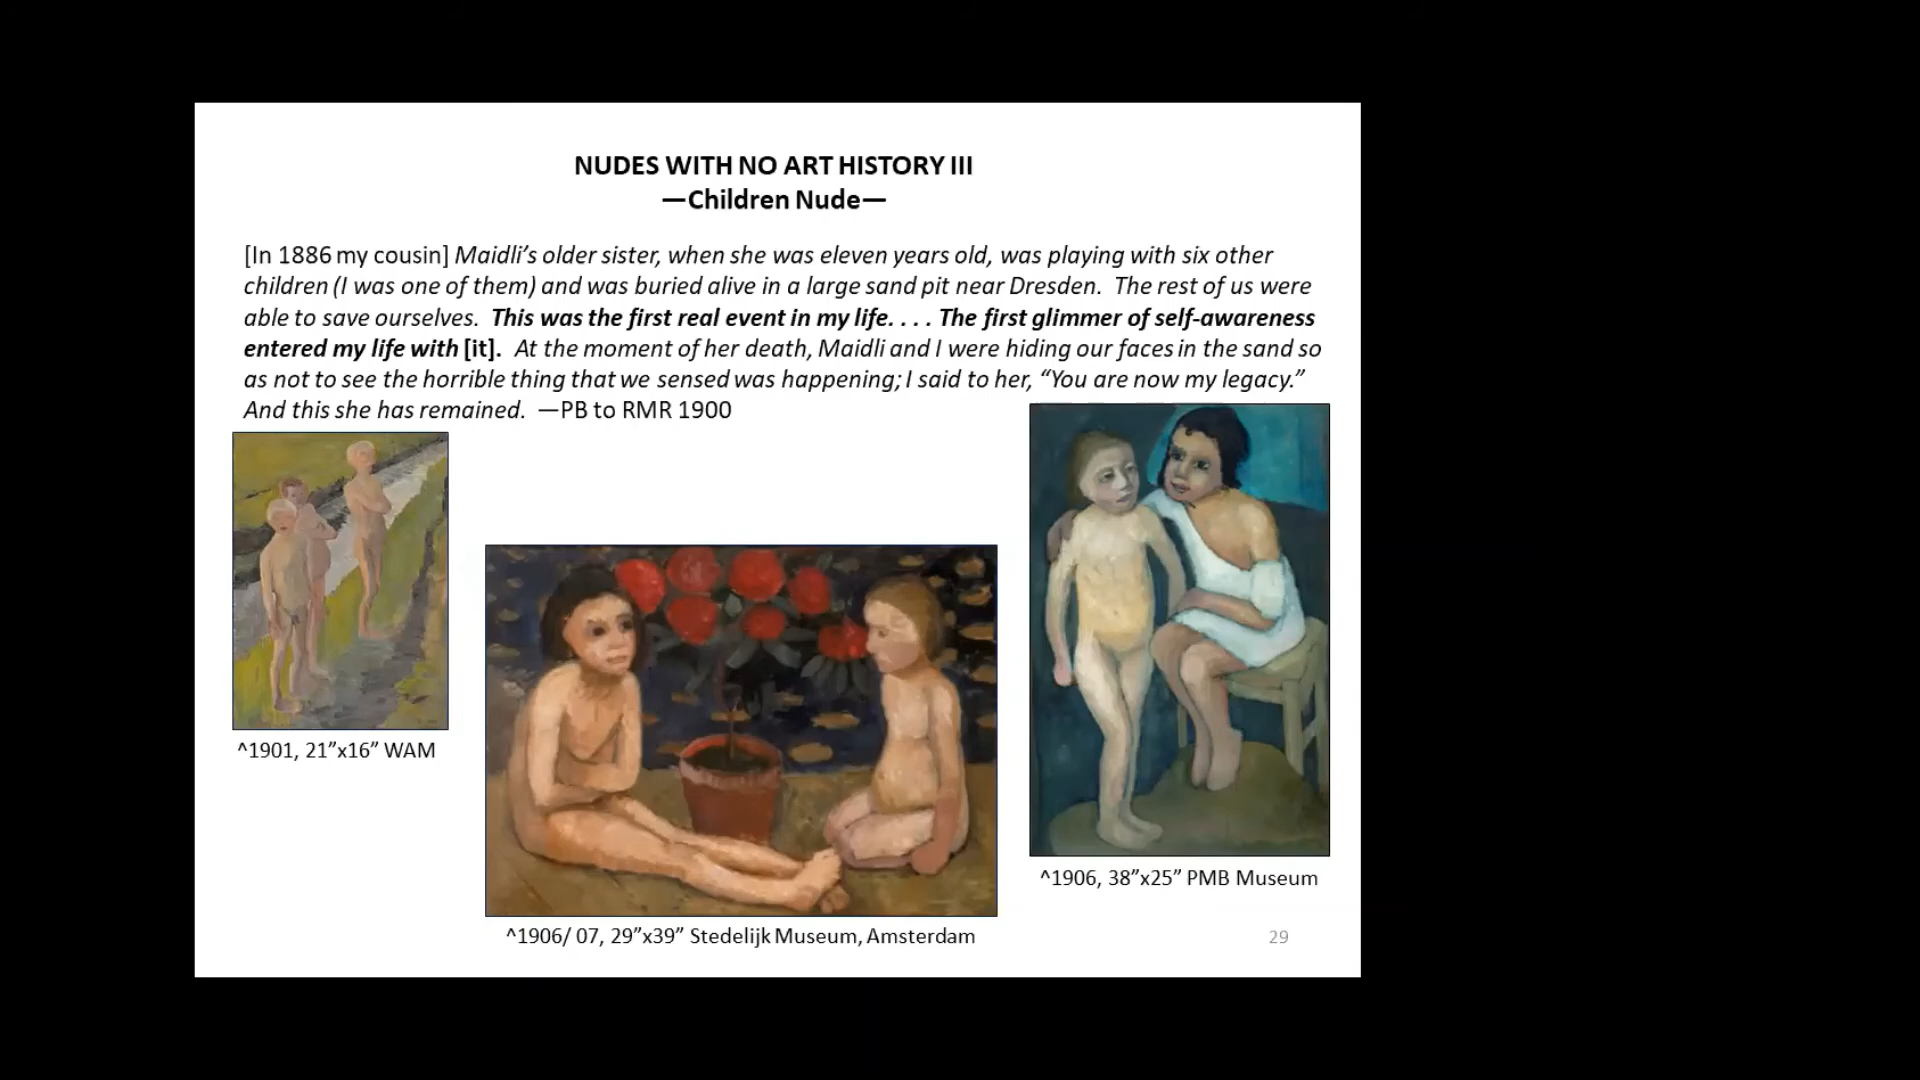 NUDES WITH NO ART HISTORY III
—Children Nude—
[In 1886 my cousin] Maidli’s older sister, when she was eleven years old, was playing with six other
children (I was one of them) and was buried alive in a large sand pit near Dresden.  The rest of us were
able to save ourselves.  This was the first real event in my life. . . . The first glimmer of self-awareness
entered my life with [it].  At the moment of her death, Maidli and I were hiding our faces in the sand so
as not to see the horrible thing that we sensed was happening; I said to her, “You are now my legacy.”
And this she has remained.  —PB to RMR 1900
^1901, 21”x16” WAM
^1906, 38”x25” PMB Museum
^1906/ 07, 29”x39” Stedelijk Museum, Amsterdam
29